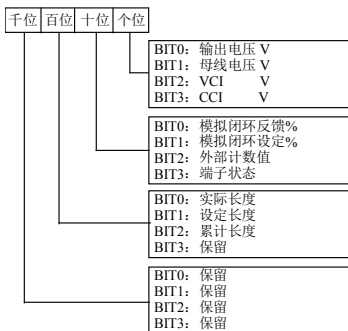 千位 百位 十位 个位
BIT0：输出电压 V
BIT1：母线电压 V
BIT2：VCI V
BIT3：CCI V
BIT0：模拟闭环反馈%
BIT1：模拟闭环设定%
BIT2：外部计数值
BIT3：端子状态
BIT0：实际长度
BIT1：设定长度
BIT2：累计长度
BIT3：保留
BIT0：保留
BIT1：保留
BIT2：保留
BIT3：保留